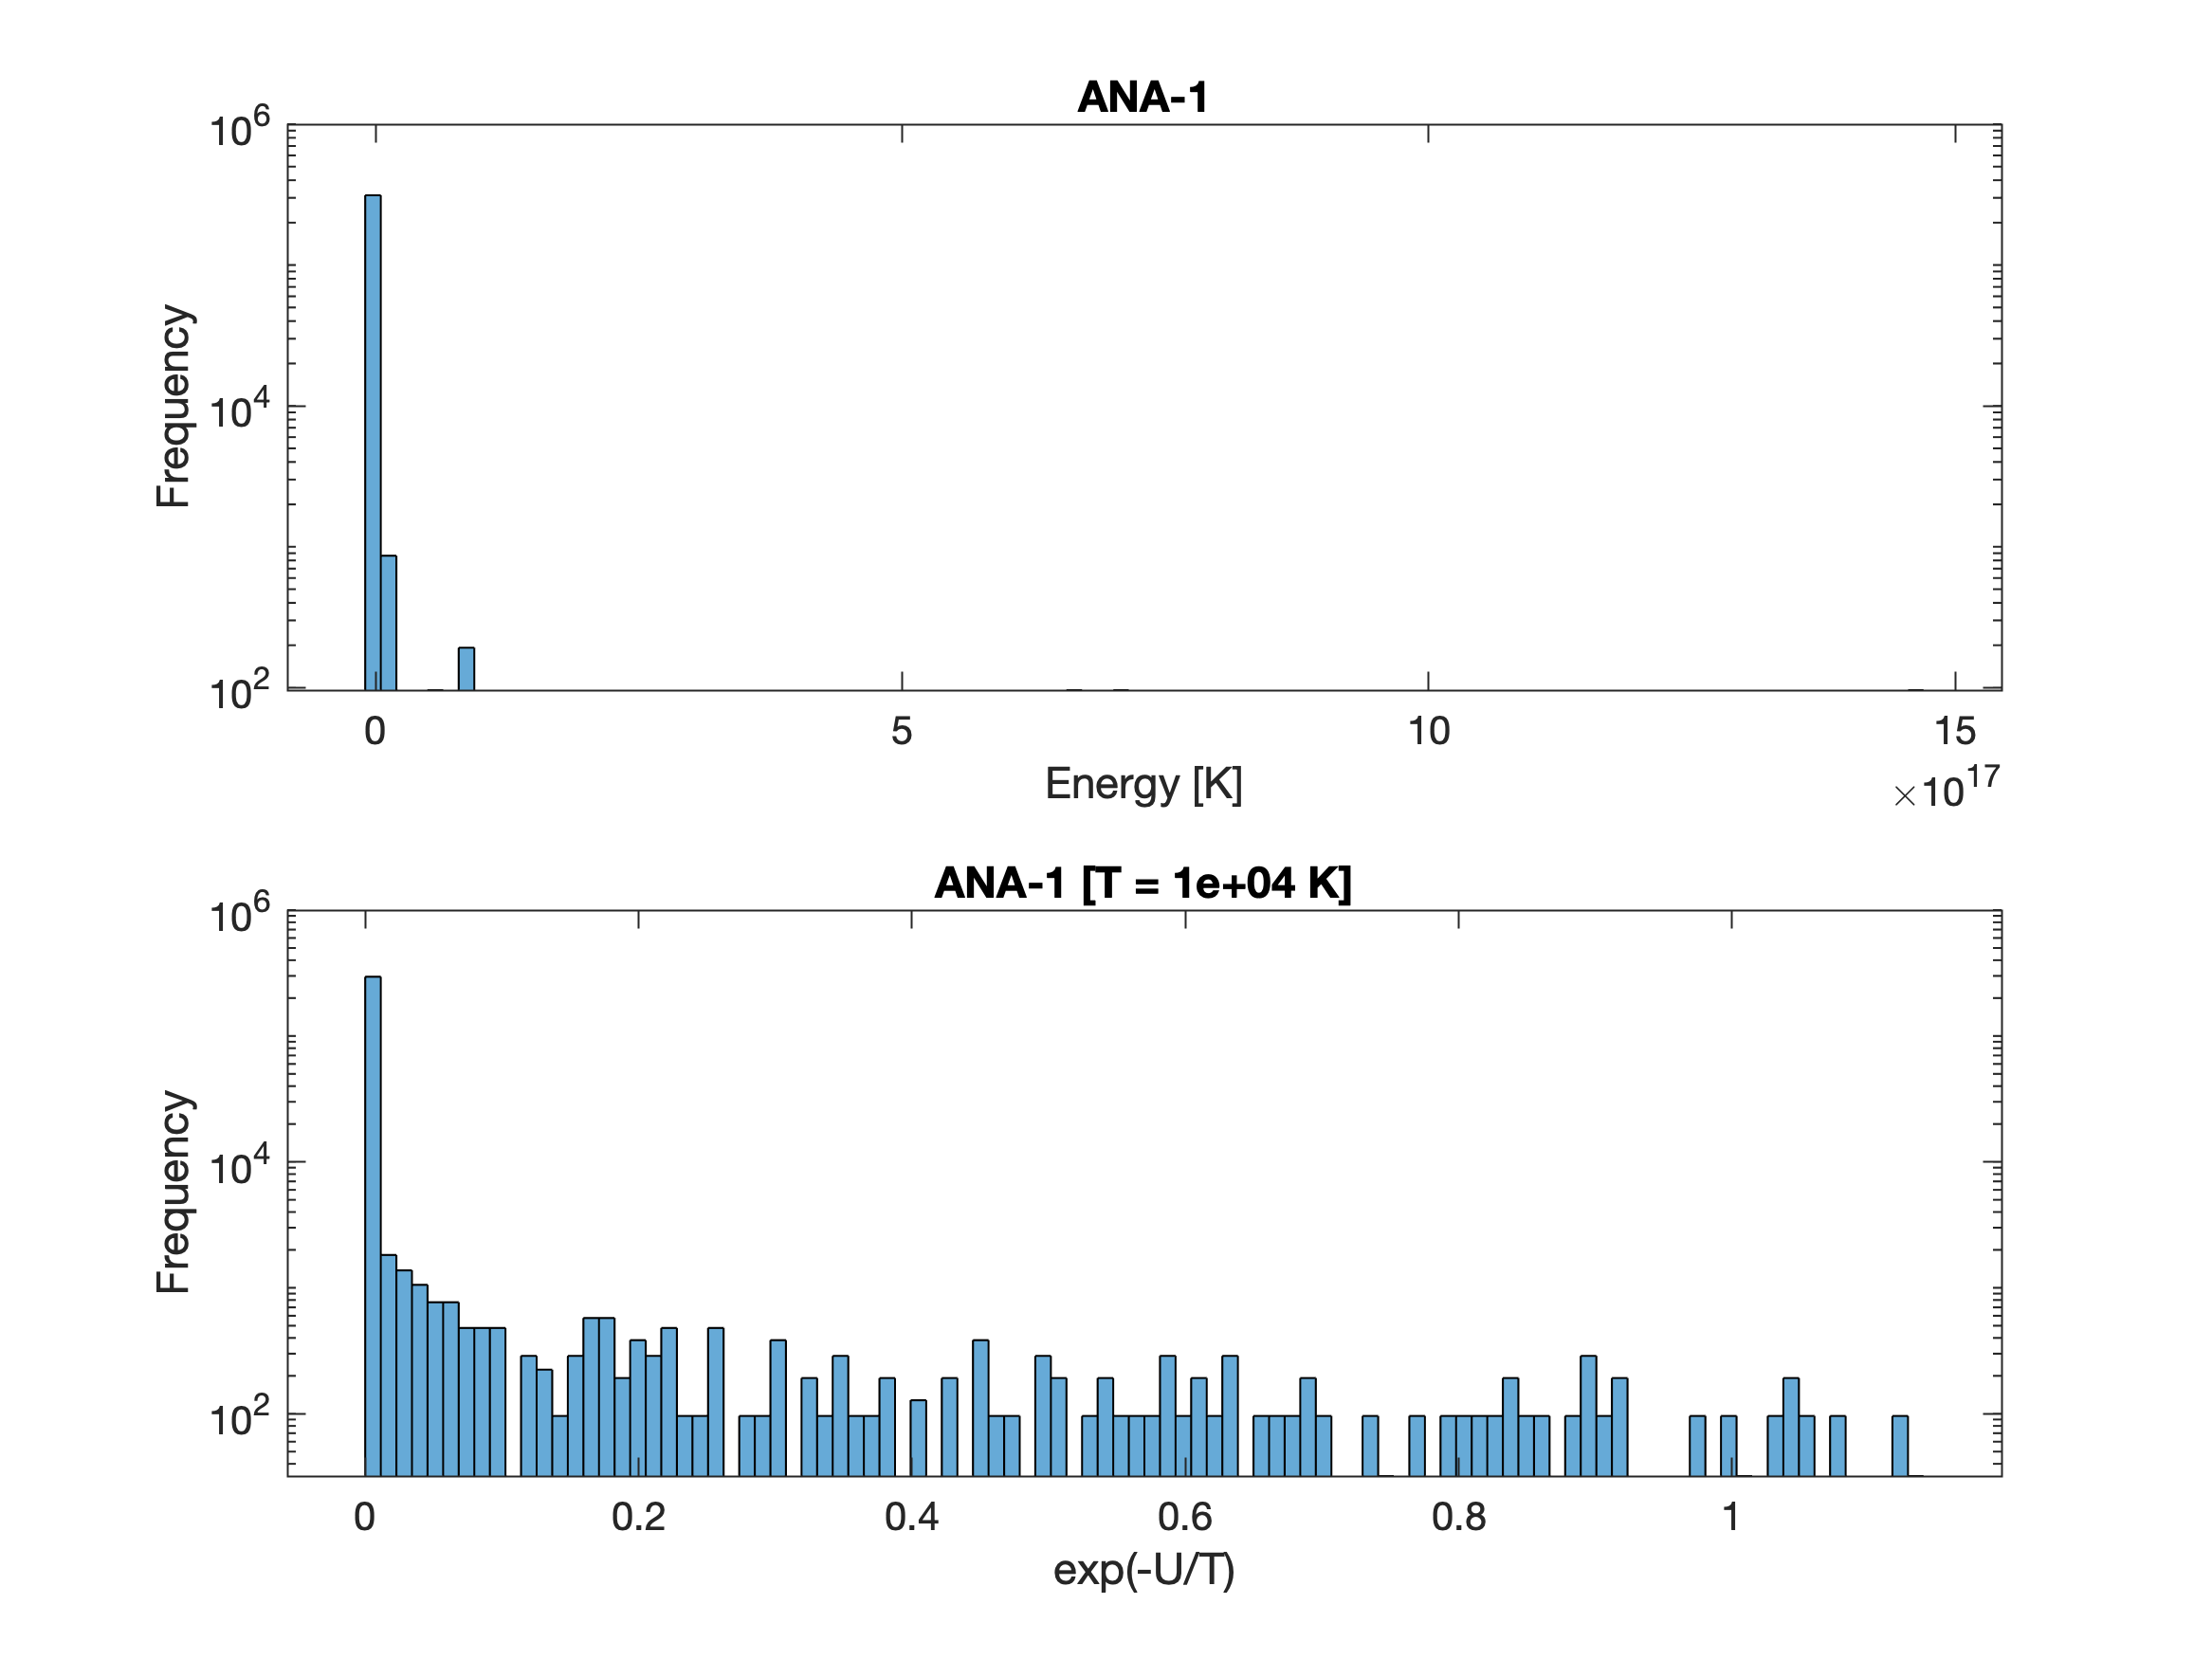 ANA-1
10^6
10^4
10^2
Frequency
0 5 10 15
Energy [K]
×10^17
ANA-1 [T = 1e+04 K]
10^6
10^4
10^2
Frequency
0 0.2 0.4 0.6 0.8 1
exp(-U/T)